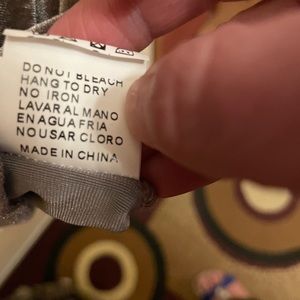 DO NOT BLEACH
HANG TO DRY
NO IRON
LAVAR AL MANO
EN AGUA FRIA
NO USAR CLORO
MADE IN CHINA